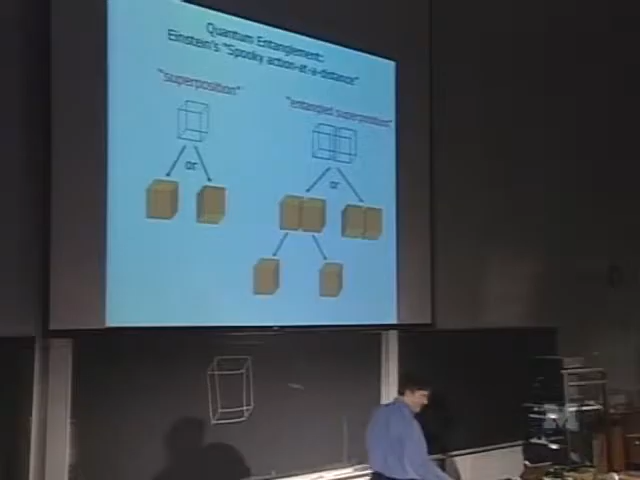 Quantum Entanglement:
Einstein's "Spooky action-at-a-distance"
"superposition"
"entangled superposition"
or
or